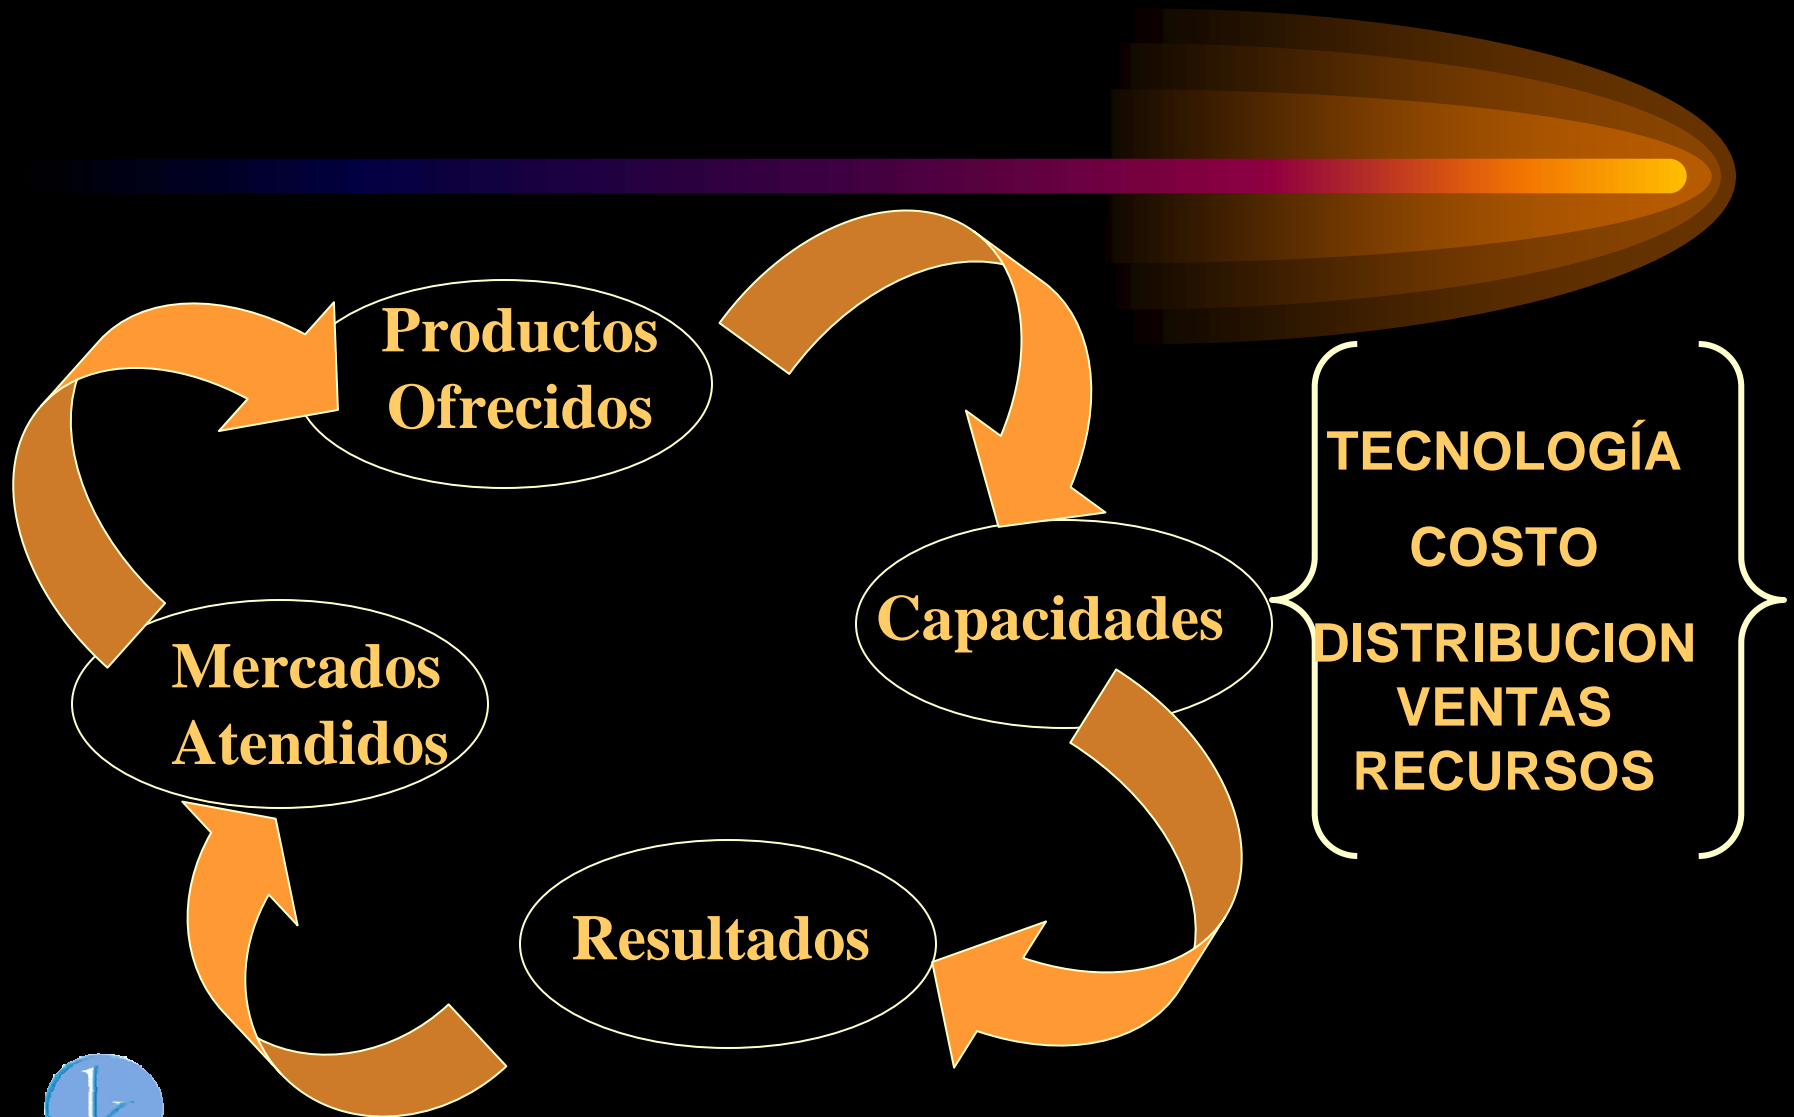 Productos
Ofrecidos
TECNOLOGÍA
COSTO
Capacidades
DISTRIBUCION
VENTAS
RECURSOS
Mercados
Atendidos
Resultados
k